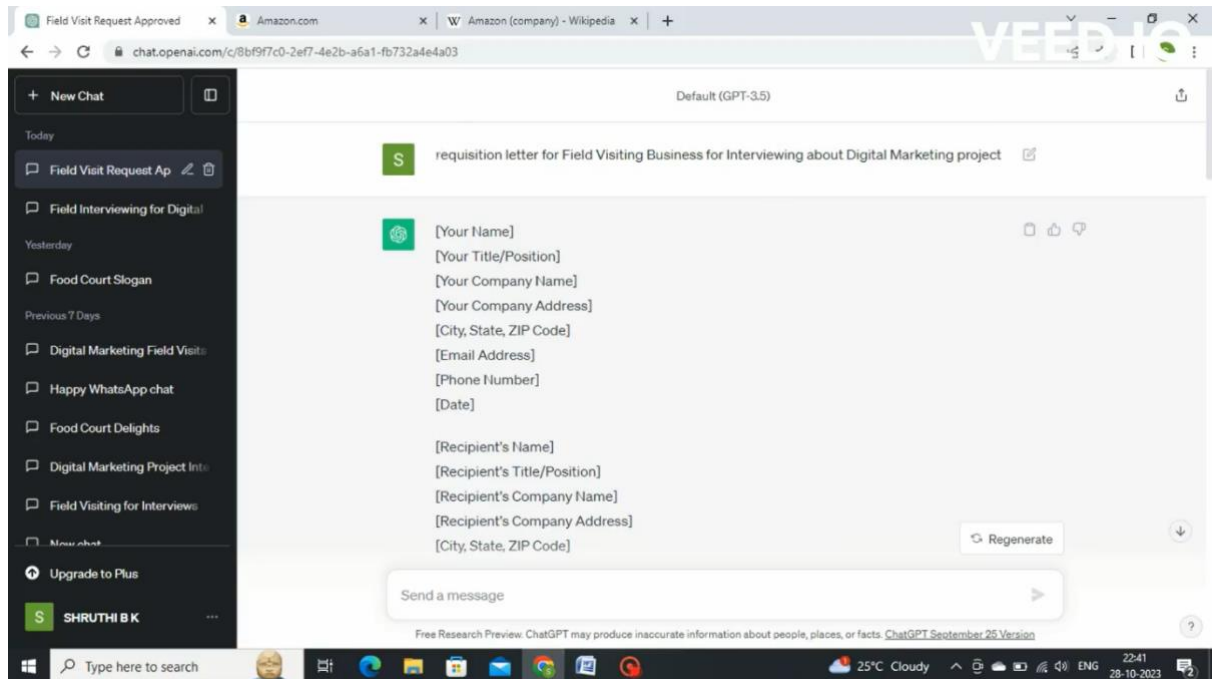 Field Visit Request Approved
Amazon.com
W Amazon (company) - Wikipedia
VEED.IO
chat.openai.com/c/8bf9f7c0-2ef7-4e2b-a6a1-fb732a4e4a03
+ New Chat
Default (GPT-3.5)
Today
Field Visit Request Ap
Field Interviewing for Digital
Yesterday
Food Court Slogan
Previous 7 Days
Digital Marketing Field Visits
Happy WhatsApp chat
Food Court Delights
Digital Marketing Project Inte
Field Visiting for Interviews
New chat
Upgrade to Plus
S SHRUTHI B K
S requisition letter for Field Visiting Business for Interviewing about Digital Marketing project
[Your Name]
[Your Title/Position]
[Your Company Name]
[Your Company Address]
[City, State, ZIP Code]
[Email Address]
[Phone Number]
[Date]
[Recipient's Name]
[Recipient's Title/Position]
[Recipient's Company Name]
[Recipient's Company Address]
[City, State, ZIP Code]
Regenerate
Send a message
Free Research Preview. ChatGPT may produce inaccurate information about people, places, or facts. ChatGPT September 25 Version
?
Type here to search
25°C Cloudy
ENG
22:41
28-10-2023
2